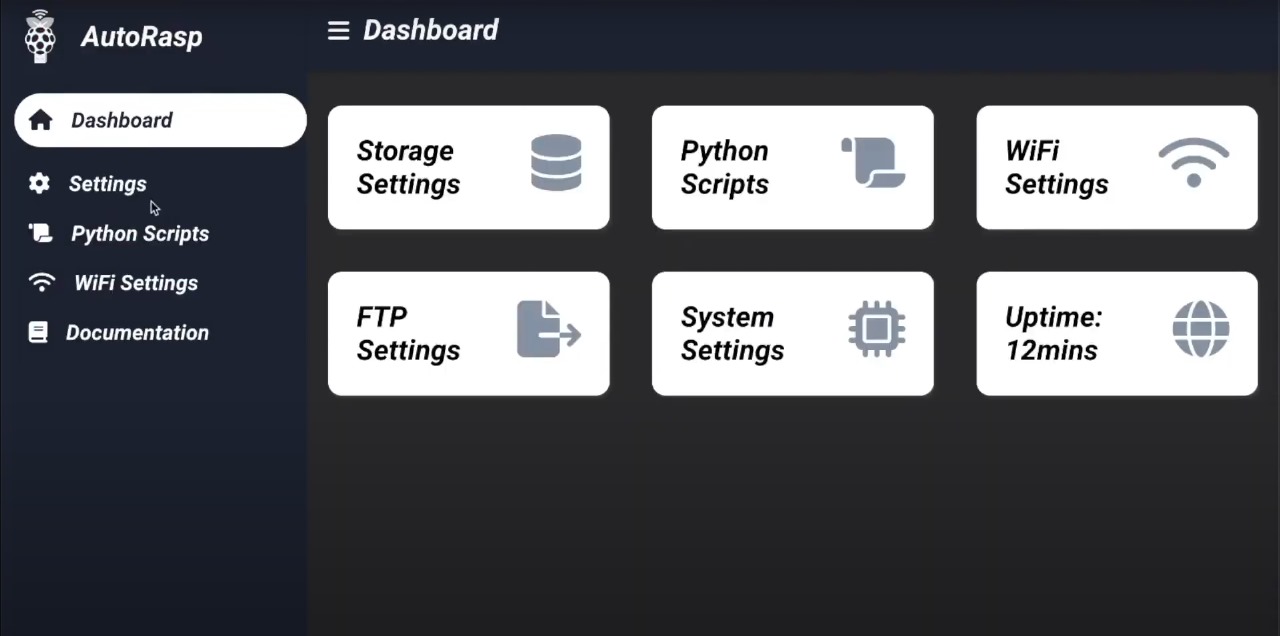 AutoRasp
Dashboard
Dashboard
Settings
Python Scripts
WiFi Settings
Documentation
Storage
Settings
Python
Scripts
WiFi
Settings
FTP
Settings
System
Settings
Uptime:
12mins